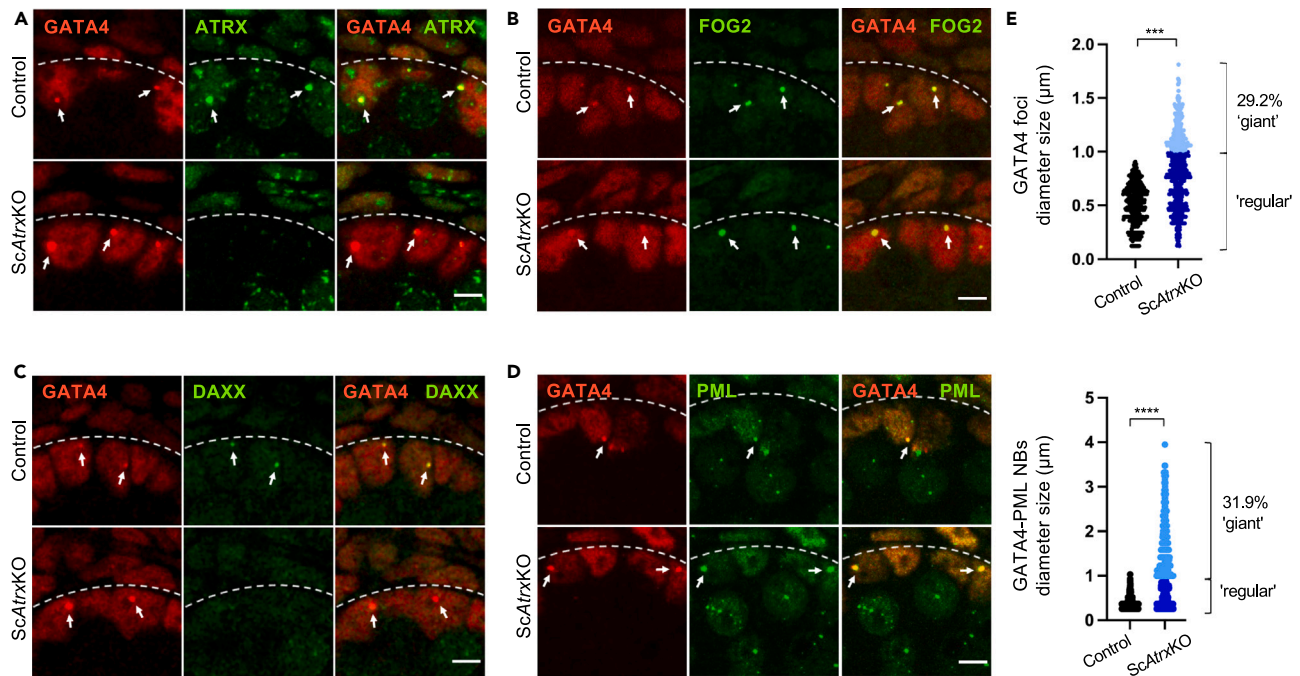 A
GATA4
ATRX
GATA4 ATRX
Control
ScAtrxKO
B
GATA4
FOG2
GATA4 FOG2
Control
ScAtrxKO
E
GATA4 foci
diameter size (μm)
2.0
1.5
1.0
0.5
0.0
***
29.2%
‘giant’
'regular'
Control
ScAtrxKO
C
GATA4
DAXX
GATA4 DAXX
Control
ScAtrxKO
D
GATA4
PML
GATA4 PML
Control
ScAtrxKO
GATA4-PML NBs
diameter size (μm)
5
4
3
2
1
0
****
31.9%
'giant'
'regular'
Control
ScAtrxKO